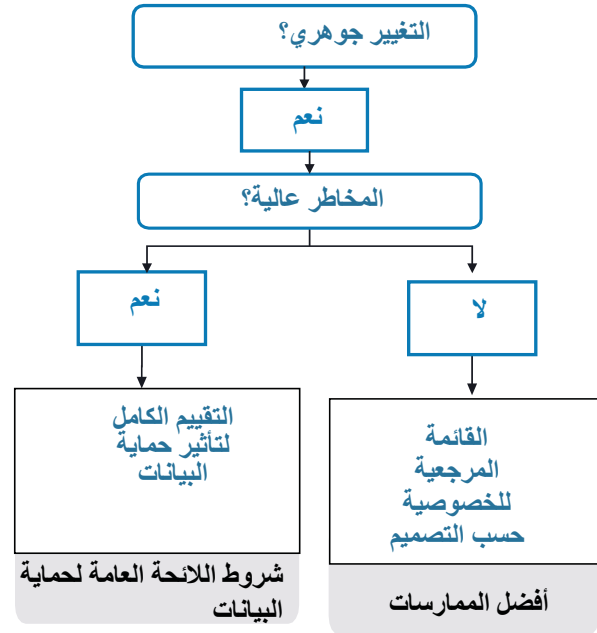 التغيير جوهري؟
نعم
المخاطر عالية؟
نعم
لا
التقييم الكامل
لتأثير حماية
البيانات
القائمة
المرجعية
للخصوصية
حسب التصميم
شروط اللائحة العامة لحماية
البيانات
أفضل الممارسات